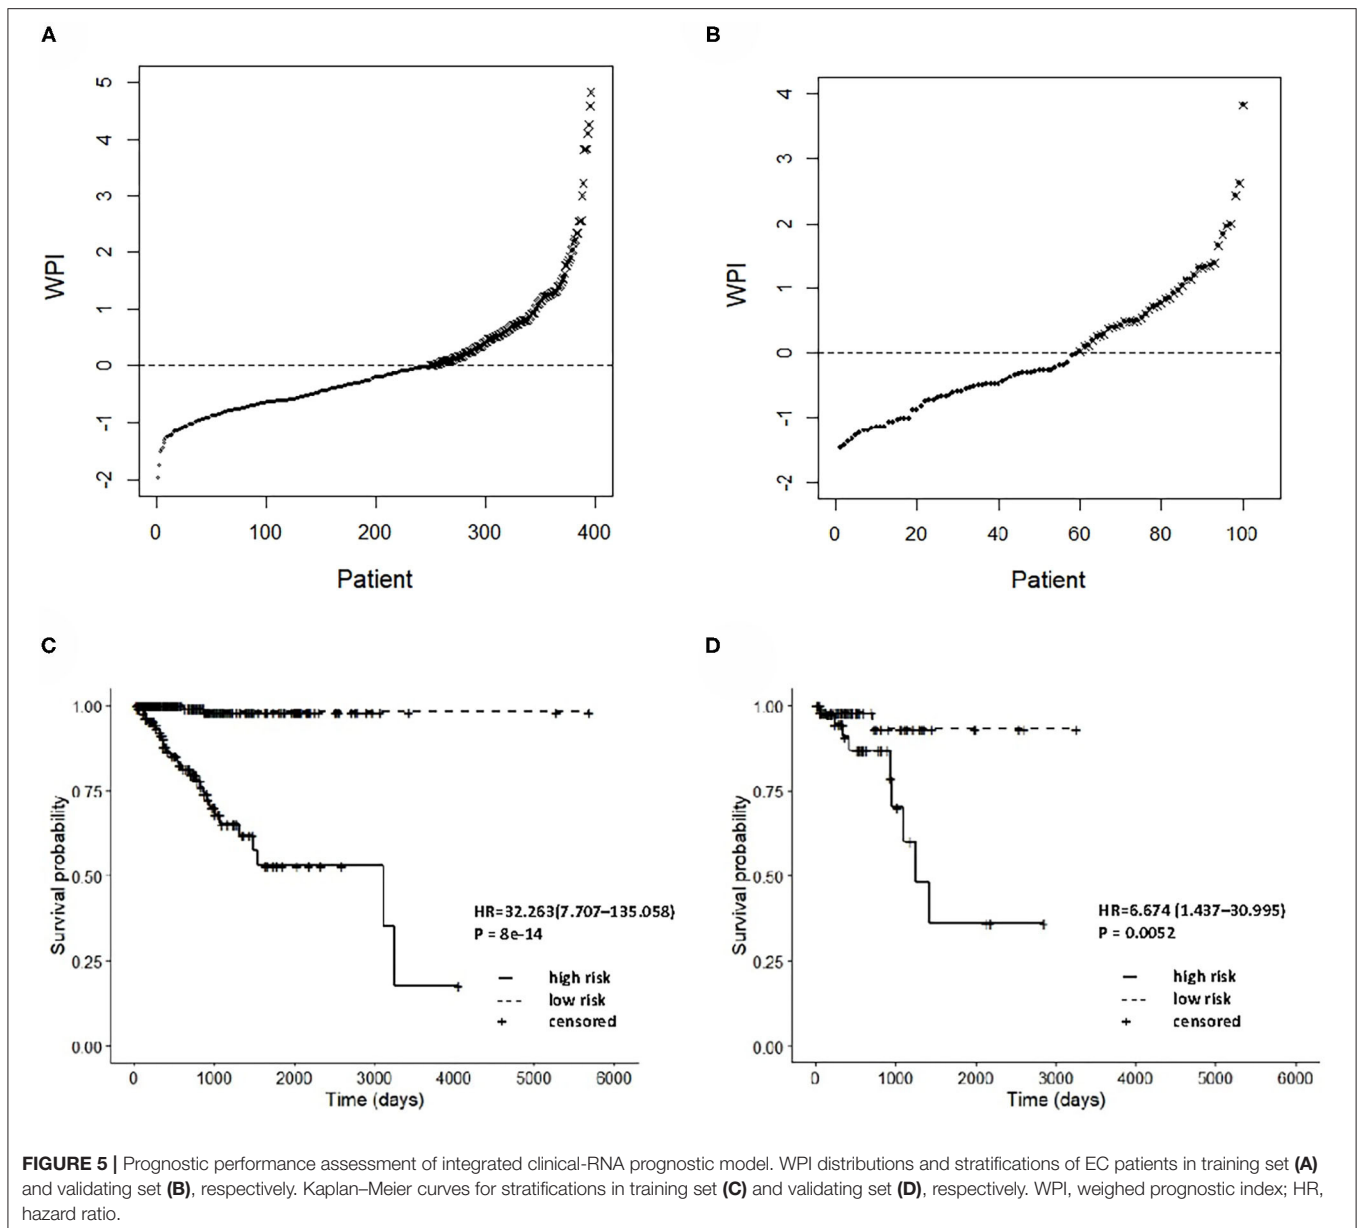 A
B
5
4
3
2
1
0
-1
-2
WPI
0 100 200 300 400
Patient
4
3
2
1
0
-1
-2
WPI
0 20 40 60 80 100
Patient
C
D
1.00
0.75
0.50
0.25
0.00
Survival probability
HR=32.263(7.707–135.058)
P = 8e-14
high risk
low risk
censored
0 1000 2000 3000 4000 5000 6000
Time (days)
1.00
0.75
0.50
0.25
0.00
Survival probability
HR=6.674 (1.437–30.995)
P = 0.0052
high risk
low risk
censored
0 1000 2000 3000 4000 5000 6000
Time (days)
FIGURE 5 | Prognostic performance assessment of integrated clinical-RNA prognostic model. WPI distributions and stratifications of EC patients in training set (A)
and validating set (B), respectively. Kaplan–Meier curves for stratifications in training set (C) and validating set (D), respectively. WPI, weighed prognostic index; HR,
hazard ratio.